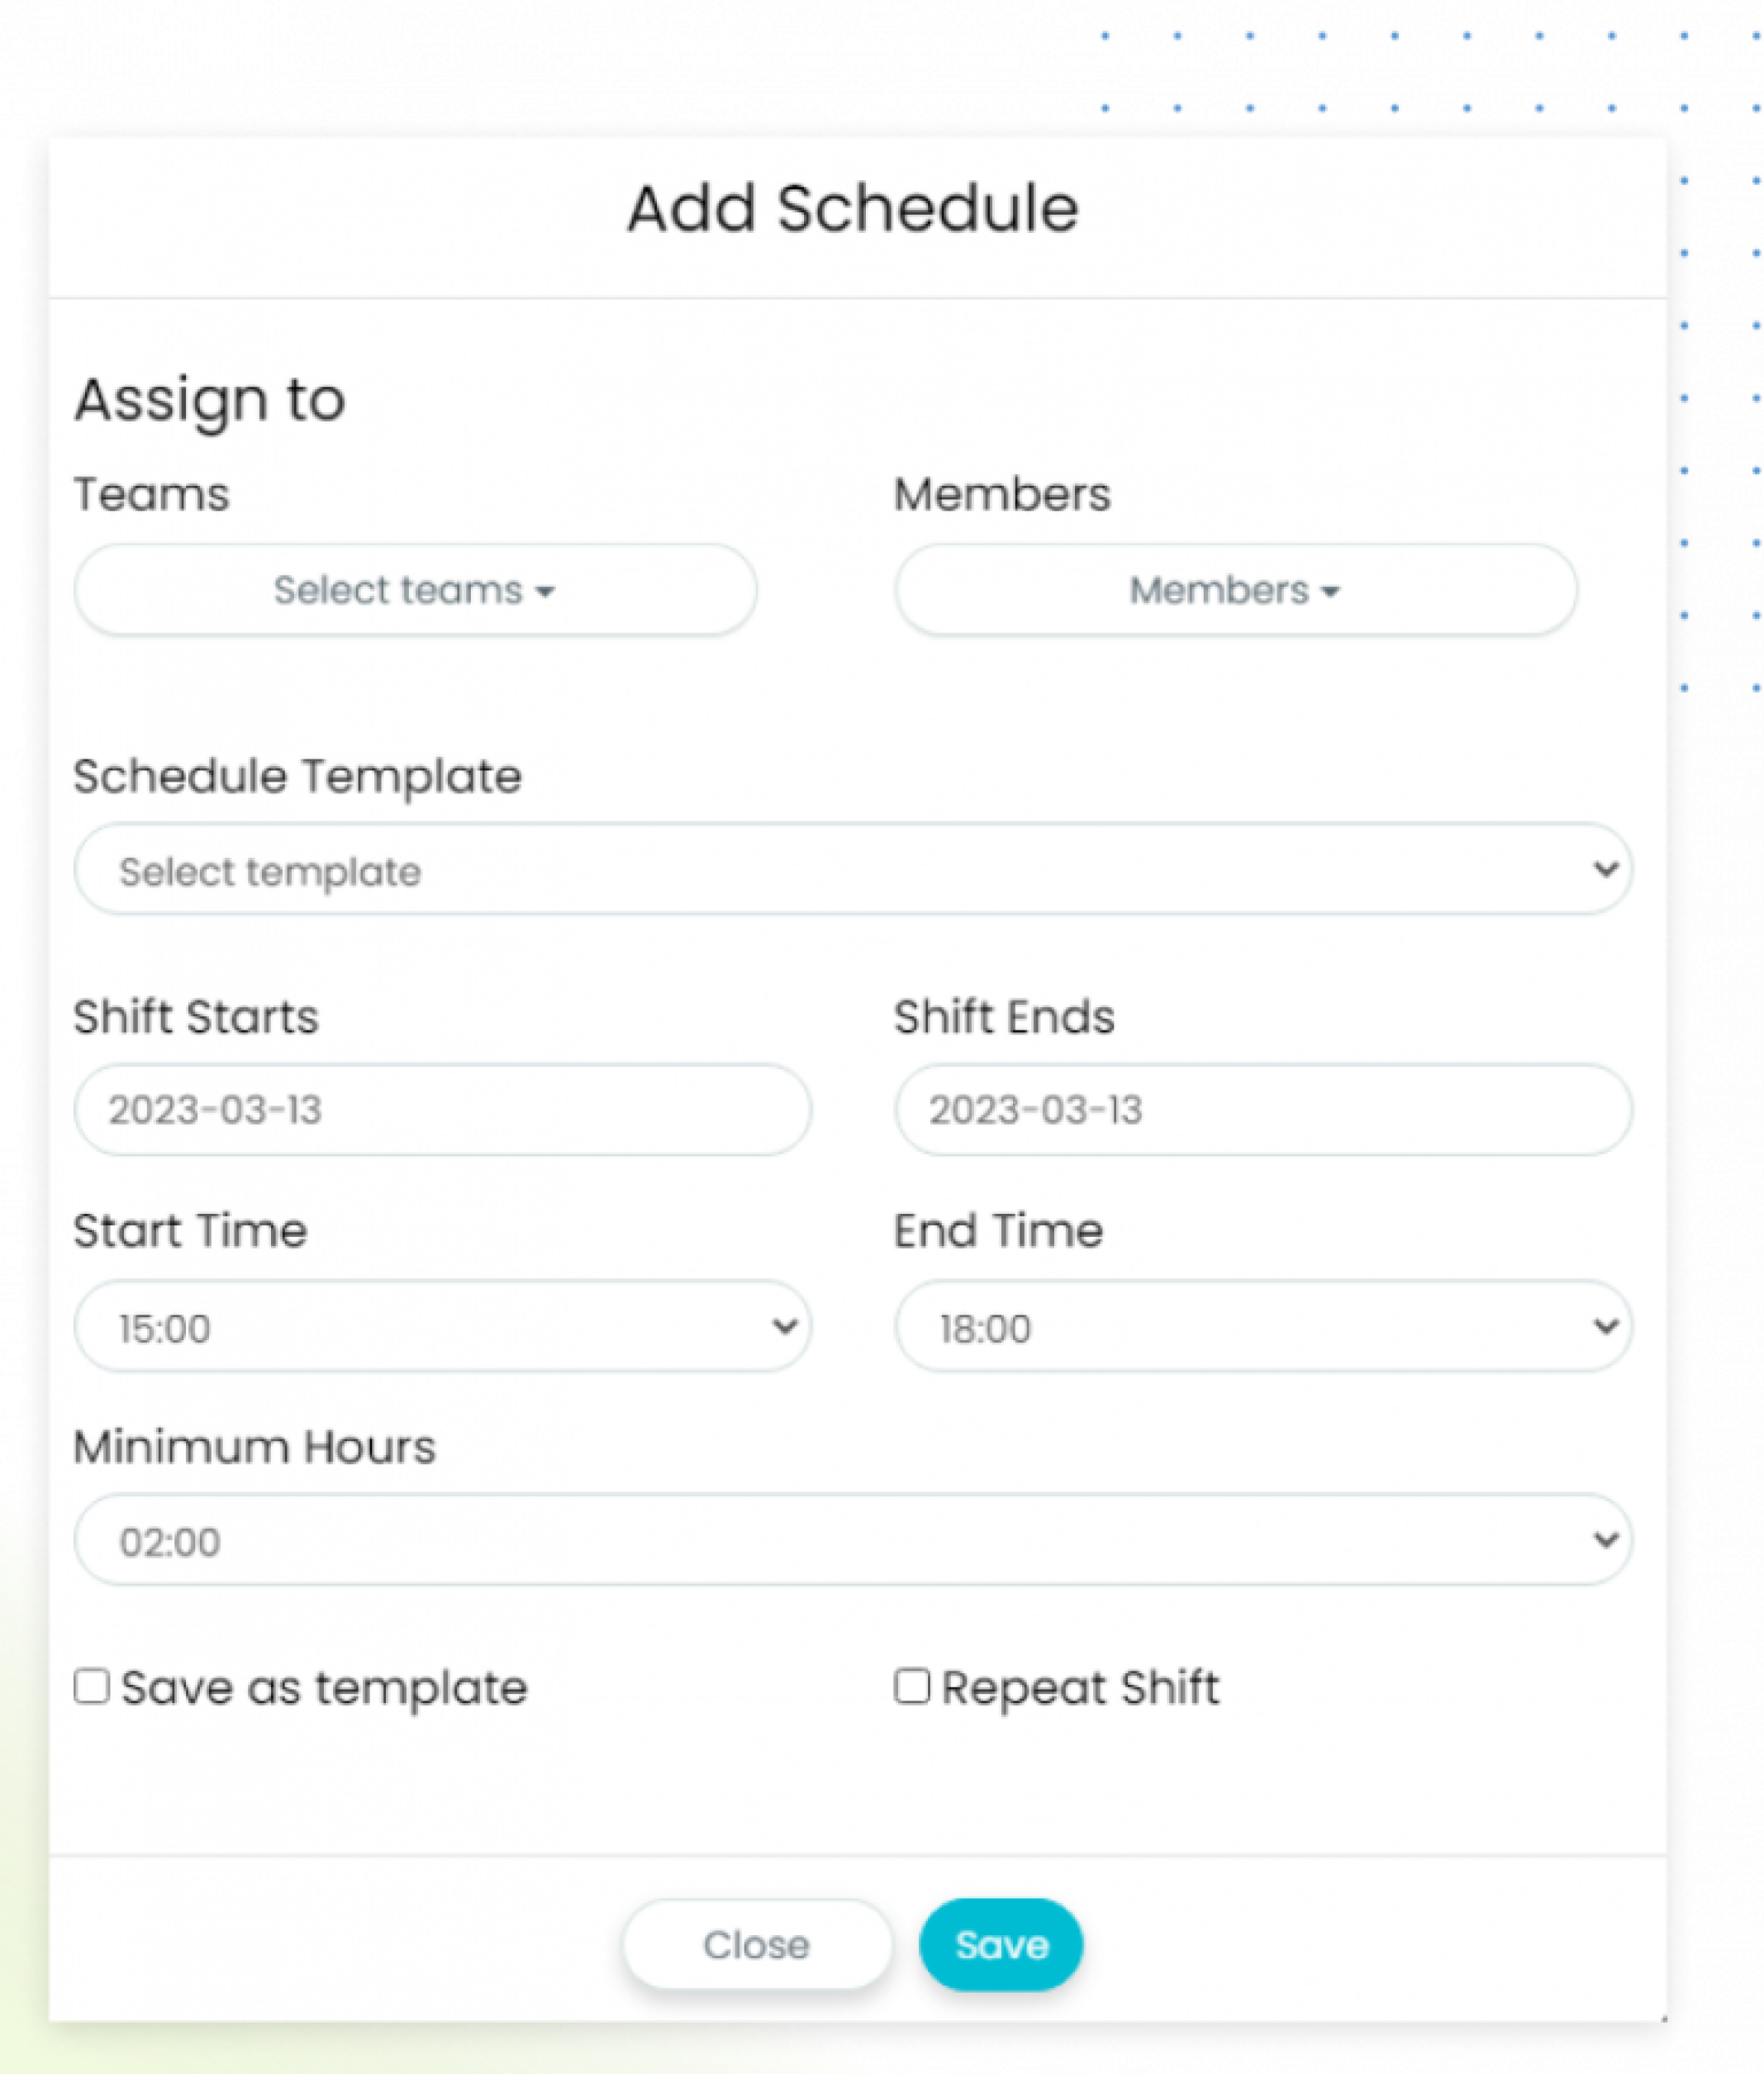 Add Schedule
Assign to
Teams Members
Select teams Members
Schedule Template
Select template
Shift Starts Shift Ends
2023-03-13 2023-03-13
Start Time End Time
15:00 18:00
Minimum Hours
02:00
Save as template Repeat Shift
Close Save